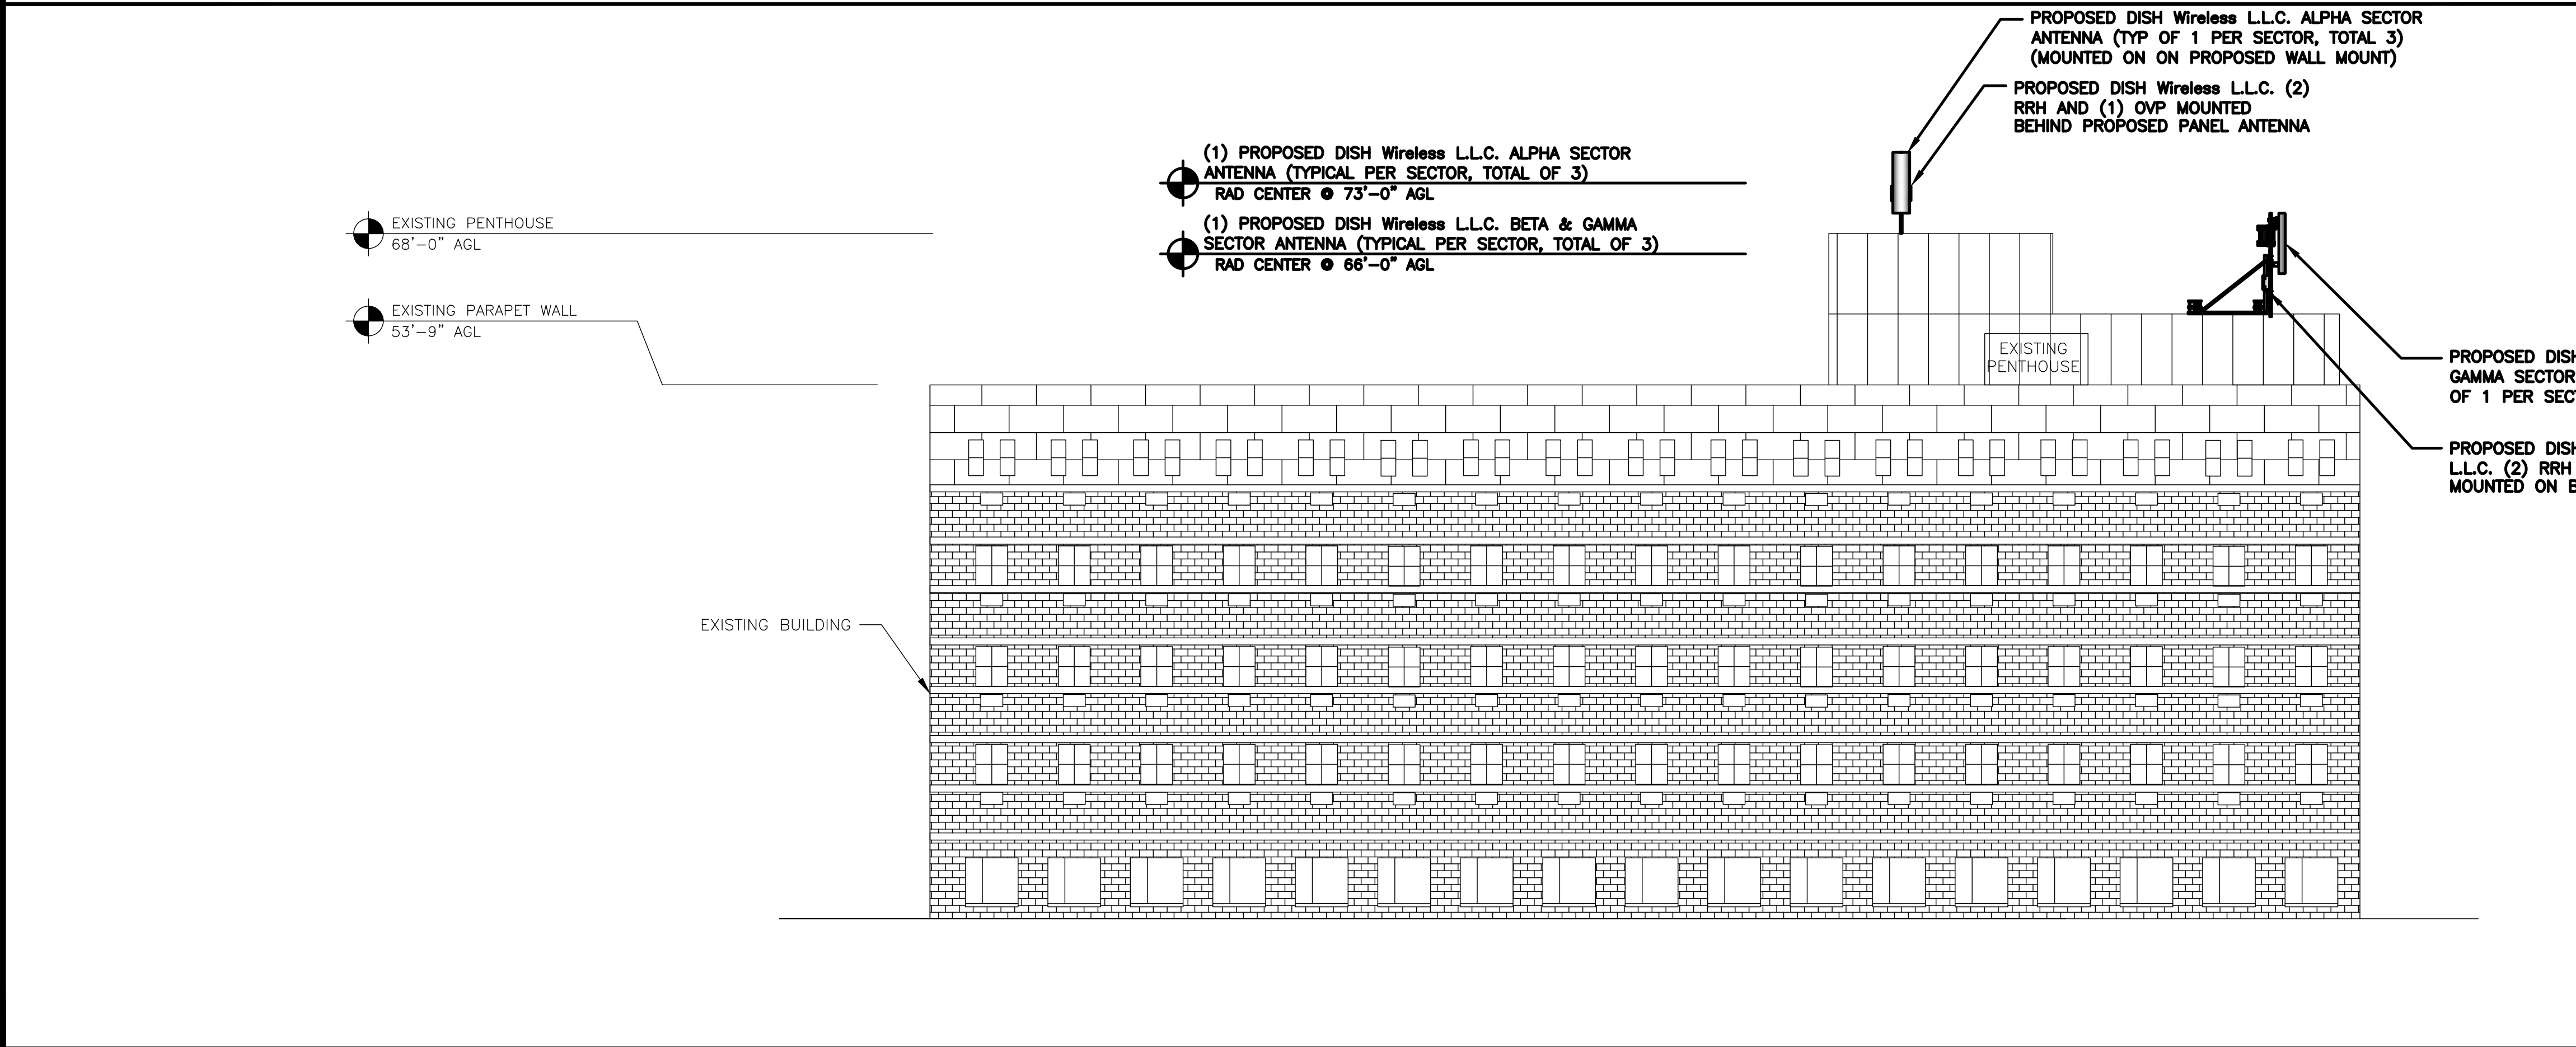 PROPOSED DISH Wireless L.L.C. ALPHA SECTOR
ANTENNA (TYP OF 1 PER SECTOR, TOTAL 3)
(MOUNTED ON ON PROPOSED WALL MOUNT)
PROPOSED DISH Wireless L.L.C. (2)
RRH AND (1) OVP MOUNTED
BEHIND PROPOSED PANEL ANTENNA
(1) PROPOSED DISH Wireless L.L.C. ALPHA SECTOR
ANTENNA (TYPICAL PER SECTOR, TOTAL OF 3)
RAD CENTER @ 73'-0" AGL
(1) PROPOSED DISH Wireless L.L.C. BETA & GAMMA
SECTOR ANTENNA (TYPICAL PER SECTOR, TOTAL OF 3)
RAD CENTER @ 66'-0" AGL
EXISTING PENTHOUSE
68'-0" AGL
EXISTING PARAPET WALL
53'-9" AGL
EXISTING
PENTHOUSE
PROPOSED DISH
GAMMA SECTOR
OF 1 PER SEC
PROPOSED DISH
L.L.C. (2) RRH
MOUNTED ON
EXISTING BUILDING